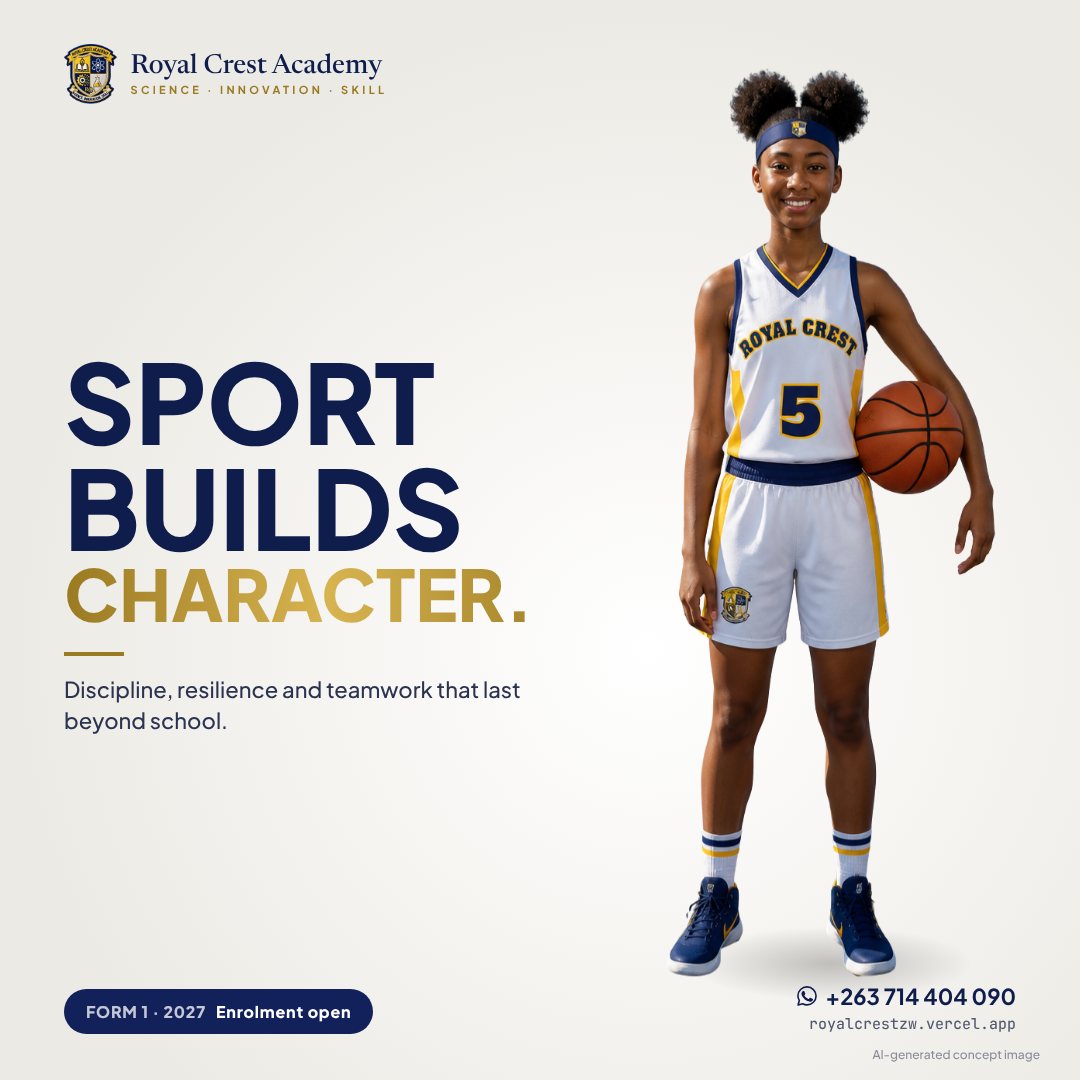 Royal Crest Academy
SCIENCE · INNOVATION · SKILL
ROYAL CREST
5
SPORT
BUILDS
CHARACTER.
Discipline, resilience and teamwork that last
beyond school.
FORM 1 · 2027 Enrolment open
+263 714 404 090
royalcrestzw.vercel.app
AI-generated concept image